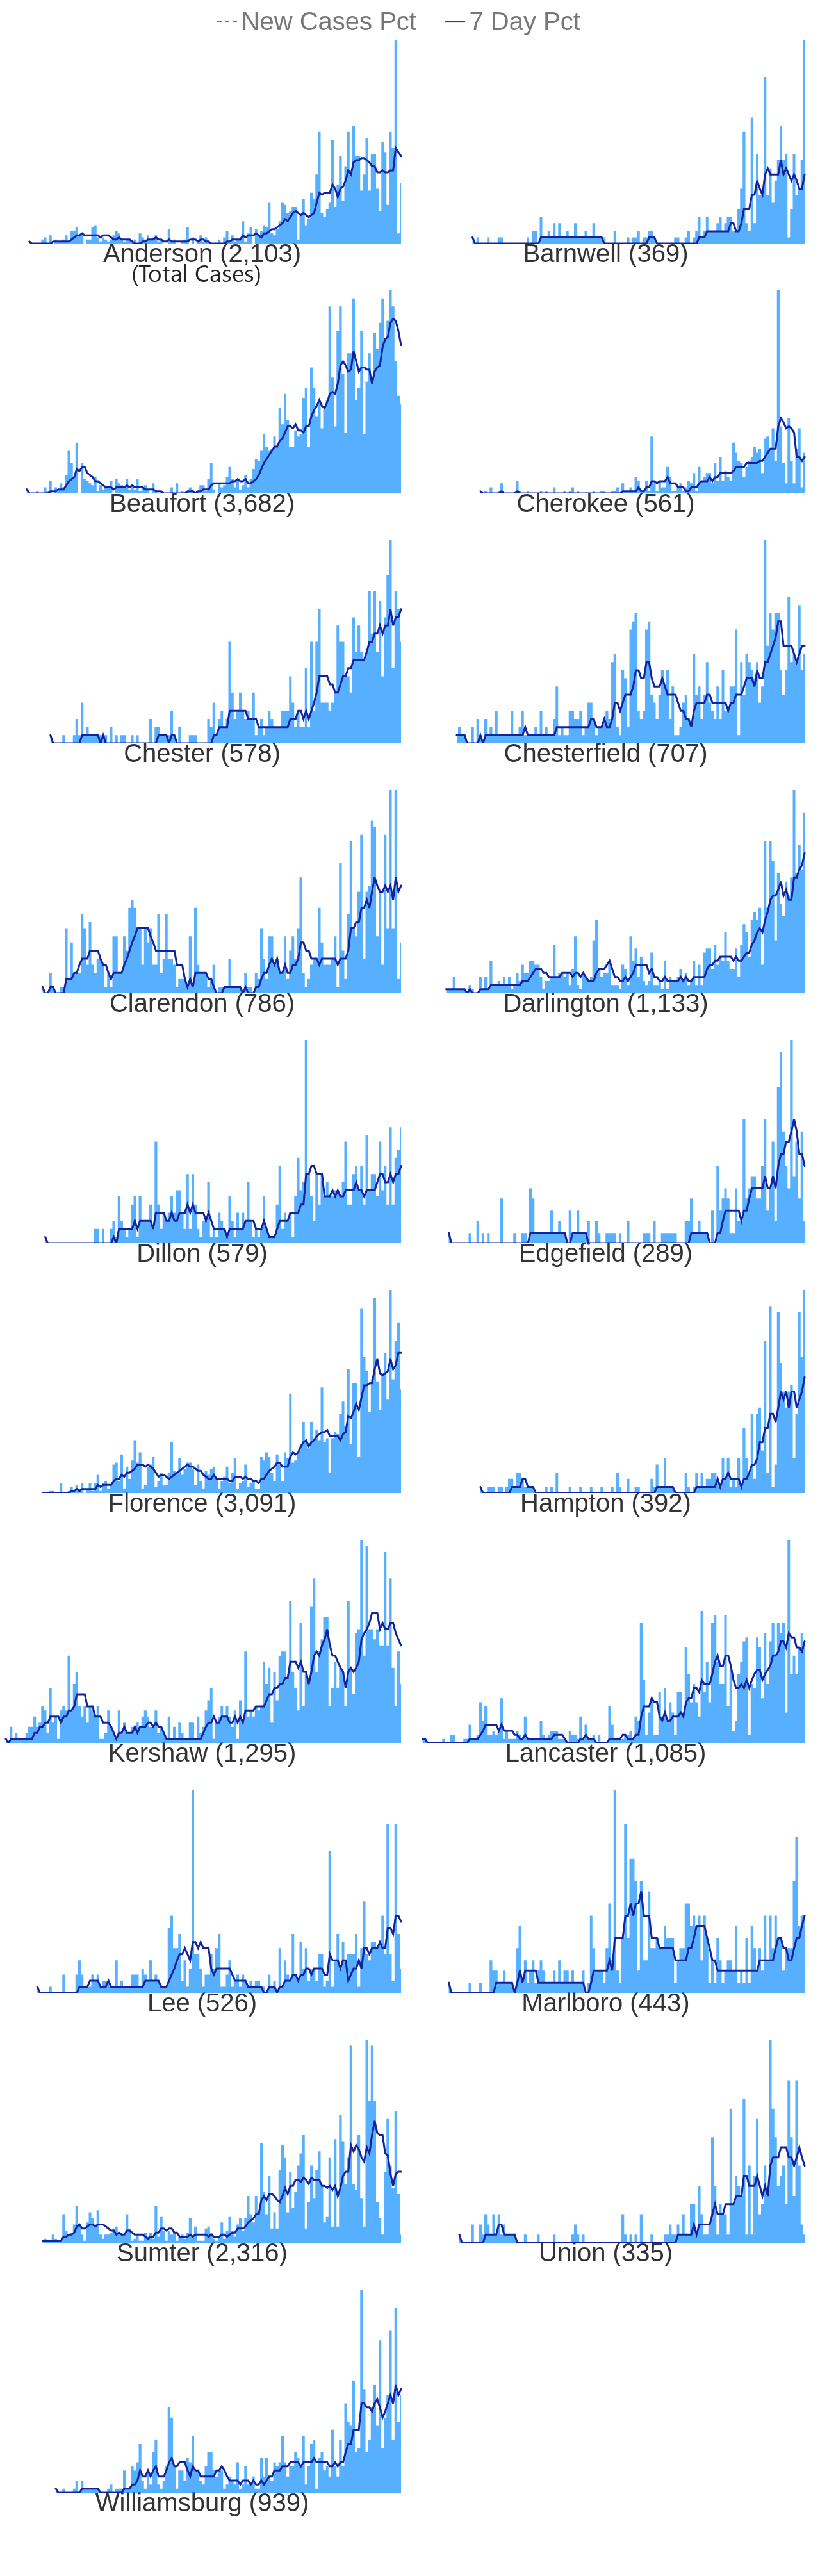 New Cases Pct 7 Day Pct
Anderson (2,103) Barnwell (369)
(Total Cases)
Beaufort (3,682) Cherokee (561)
Chester (578) Chesterfield (707)
Clarendon (786) Darlington (1,133)
Dillon (579) Edgefield (289)
Florence (3,091) Hampton (392)
Kershaw (1,295) Lancaster (1,085)
Lee (526) Marlboro (443)
Sumter (2,316) Union (335)
Williamsburg (939)